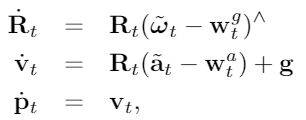 Ṙ_t = R_t(ω̃_t − w_t^g)^∧
v̇_t = R_t(ã_t − w_t^a) + g
ṗ_t = v_t,